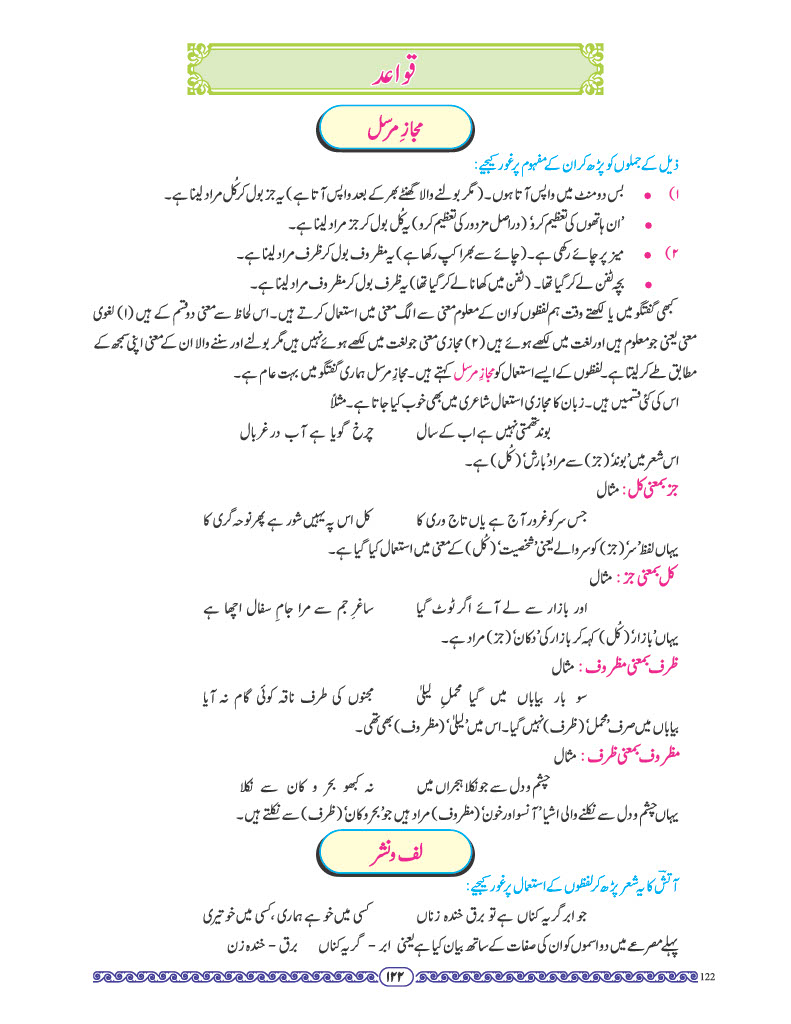 قواعد
مجازِ مرسل
ذیل کے جملوں کو پڑھ کر ان کے مفہوم پر غور کیجیے:
۱) • بس دو منٹ میں واپس آتا ہوں۔ (مگر بولنے والا گھنٹے بھر کے بعد واپس آتا ہے) یہ جز بول کر کُل مراد لینا ہے۔
• 'ان ہاتھوں کی تعظیم کرو' (دراصل مزدور کی تعظیم کرو) یہ کُل بول کر جز مراد لینا ہے۔
۲) • میز پر چائے رکھی ہے۔ (چائے سے بھرا کپ رکھا ہے) یہ مظروف بول کر ظرف مراد لینا ہے۔
• بچہ ٹفن لے کر گیا تھا۔ (ٹفن میں کھانا لے کر گیا تھا) یہ ظرف بول کر مظروف مراد لینا ہے۔
کبھی گفتگو میں یا لکھتے وقت ہم لفظوں کو ان کے معلوم معنی سے الگ معنی میں استعمال کرتے ہیں۔ اس لحاظ سے معنی دو قسم کے ہیں (۱) لغوی
معنی یعنی جو معلوم ہیں اور لغت میں لکھے ہوئے ہیں (۲) مجازی معنی جو لغت میں لکھے ہوئے نہیں ہیں مگر بولنے اور سننے والا ان کے معنی اپنی سمجھ کے
مطابق طے کر لیتا ہے۔ لفظوں کے ایسے استعمال کو مجازِ مرسل کہتے ہیں۔ مجازِ مرسل ہماری گفتگو میں بہت عام ہے۔
اس کی کئی قسمیں ہیں۔ زبان کا مجازی استعمال شاعری میں بھی خوب کیا جاتا ہے۔ مثلاً
بوند تھمتی نہیں ہے اب کے سال چرخ گویا ہے آب در غربال
اس شعر میں 'بوند' (جز) سے مراد 'بارش' (کُل) ہے۔
جز بمعنی کل : مثال
جس سر کو غرور آج ہے یاں تاج وری کا کل اس پہ یہیں شور ہے پھر نوحہ گری کا
یہاں لفظ 'سر' (جز) کو سر والے یعنی 'شخصیت' (کُل) کے معنی میں استعمال کیا گیا ہے۔
کل بمعنی جز : مثال
اور بازار سے لے آئے اگر ٹوٹ گیا ساغرِ جم سے مرا جامِ سفال اچھا ہے
یہاں 'بازار' (کُل) کہہ کر بازار کی 'دکان' (جز) مراد ہے۔
ظرف بمعنی مظروف : مثال
سو بار بیاباں میں گیا محملِ لیلیٰ مجنوں کی طرف ناقہ کوئی گام نہ آیا
بیاباں میں صرف 'محمل' (ظرف) نہیں گیا۔ اس میں 'لیلیٰ' (مظروف) بھی تھی۔
مظروف بمعنی ظرف : مثال
چشم و دل سے جو نکلا ہجراں میں نہ کبھو بحر و کان سے نکلا
یہاں چشم و دل سے نکلنے والی اشیا 'آنسو اور خون' (مظروف) مراد ہیں جو 'بحر و کان' (ظرف) سے نکلتے ہیں۔
لف و نشر
آتشؔ کا یہ شعر پڑھ کر لفظوں کے استعمال پر غور کیجیے:
جو ابر گریہ کناں ہے تو برق خندہ زناں کسی میں خو ہے ہماری، کسی میں خو تیری
پہلے مصرعے میں دو اسموں کو ان کی صفات کے ساتھ بیان کیا ہے یعنی ابر - گریہ کناں برق - خندہ زن
۱۲۲
122